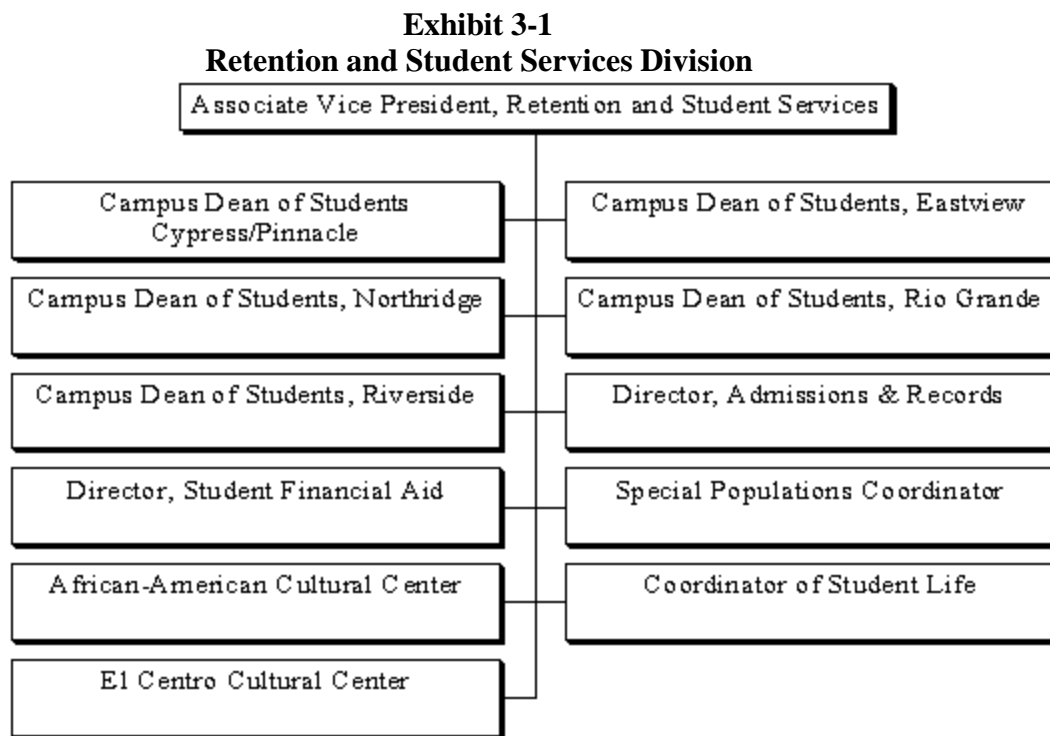 Exhibit 3-1
Retention and Student Services Division
Associate Vice President, Retention and Student Services
Campus Dean of Students
Cypress/Pinnacle
Campus Dean of Students, Eastview
Campus Dean of Students, Northridge
Campus Dean of Students, Rio Grande
Campus Dean of Students, Riverside
Director, Admissions & Records
Director, Student Financial Aid
Special Populations Coordinator
African-American Cultural Center
Coordinator of Student Life
El Centro Cultural Center